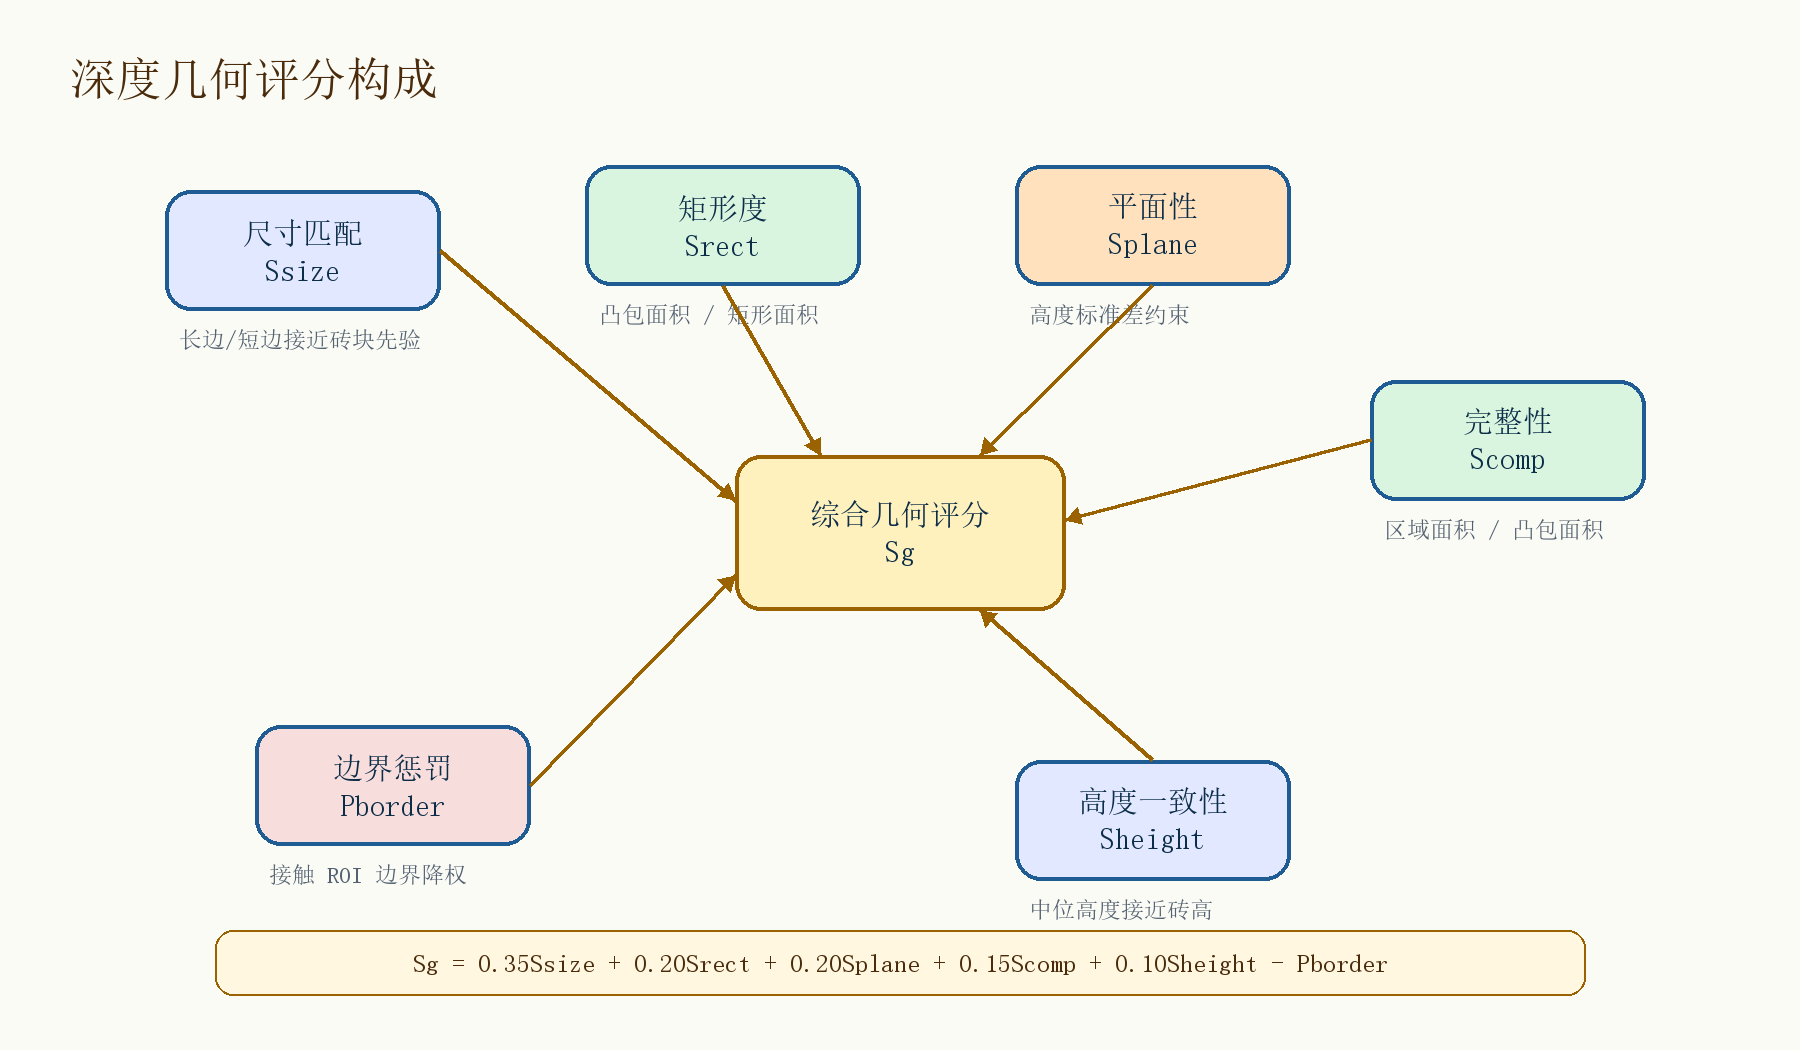 深度几何评分构成
尺寸匹配
Ssize
长边/短边接近砖块先验
矩形度
Srect
凸包面积 / 矩形面积
平面性
Splane
高度标准差约束
完整性
Scomp
区域面积 / 凸包面积
综合几何评分
Sg
边界惩罚
Pborder
接触 ROI 边界降权
高度一致性
Sheight
中位高度接近砖高
Sg = 0.35Ssize + 0.20Srect + 0.20Splane + 0.15Scomp + 0.10Sheight − Pborder